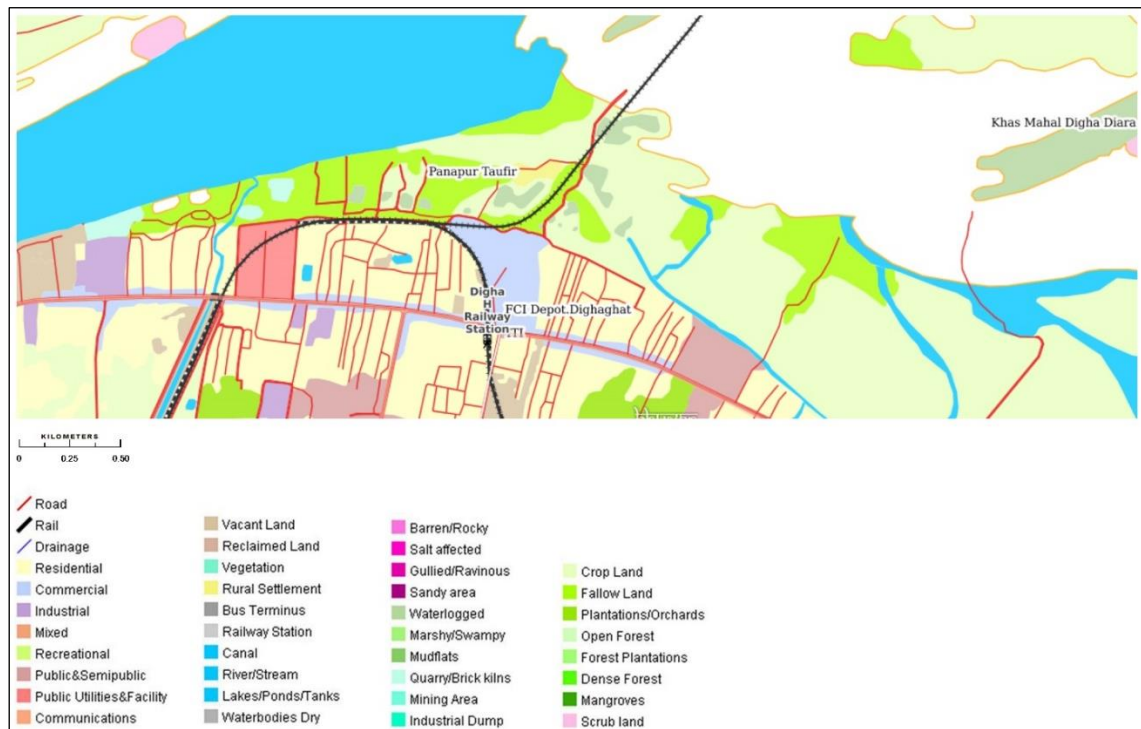 Khas Mahal Digha Diara
Panapur Taufir
Digha
H
Railway
Station
FCI Depot.Dighaghat
ITI
KILOMETERS
0 0.25 0.50
Road
Rail
Drainage
Residential
Commercial
Industrial
Mixed
Recreational
Public&Semipublic
Public Utilities&Facility
Communications
Vacant Land
Reclaimed Land
Vegetation
Rural Settlement
Bus Terminus
Railway Station
Canal
River/Stream
Lakes/Ponds/Tanks
Waterbodies Dry
Barren/Rocky
Salt affected
Gullied/Ravinous
Sandy area
Waterlogged
Marshy/Swampy
Mudflats
Quarry/Brick kilns
Mining Area
Industrial Dump
Crop Land
Fallow Land
Plantations/Orchards
Open Forest
Forest Plantations
Dense Forest
Mangroves
Scrub land